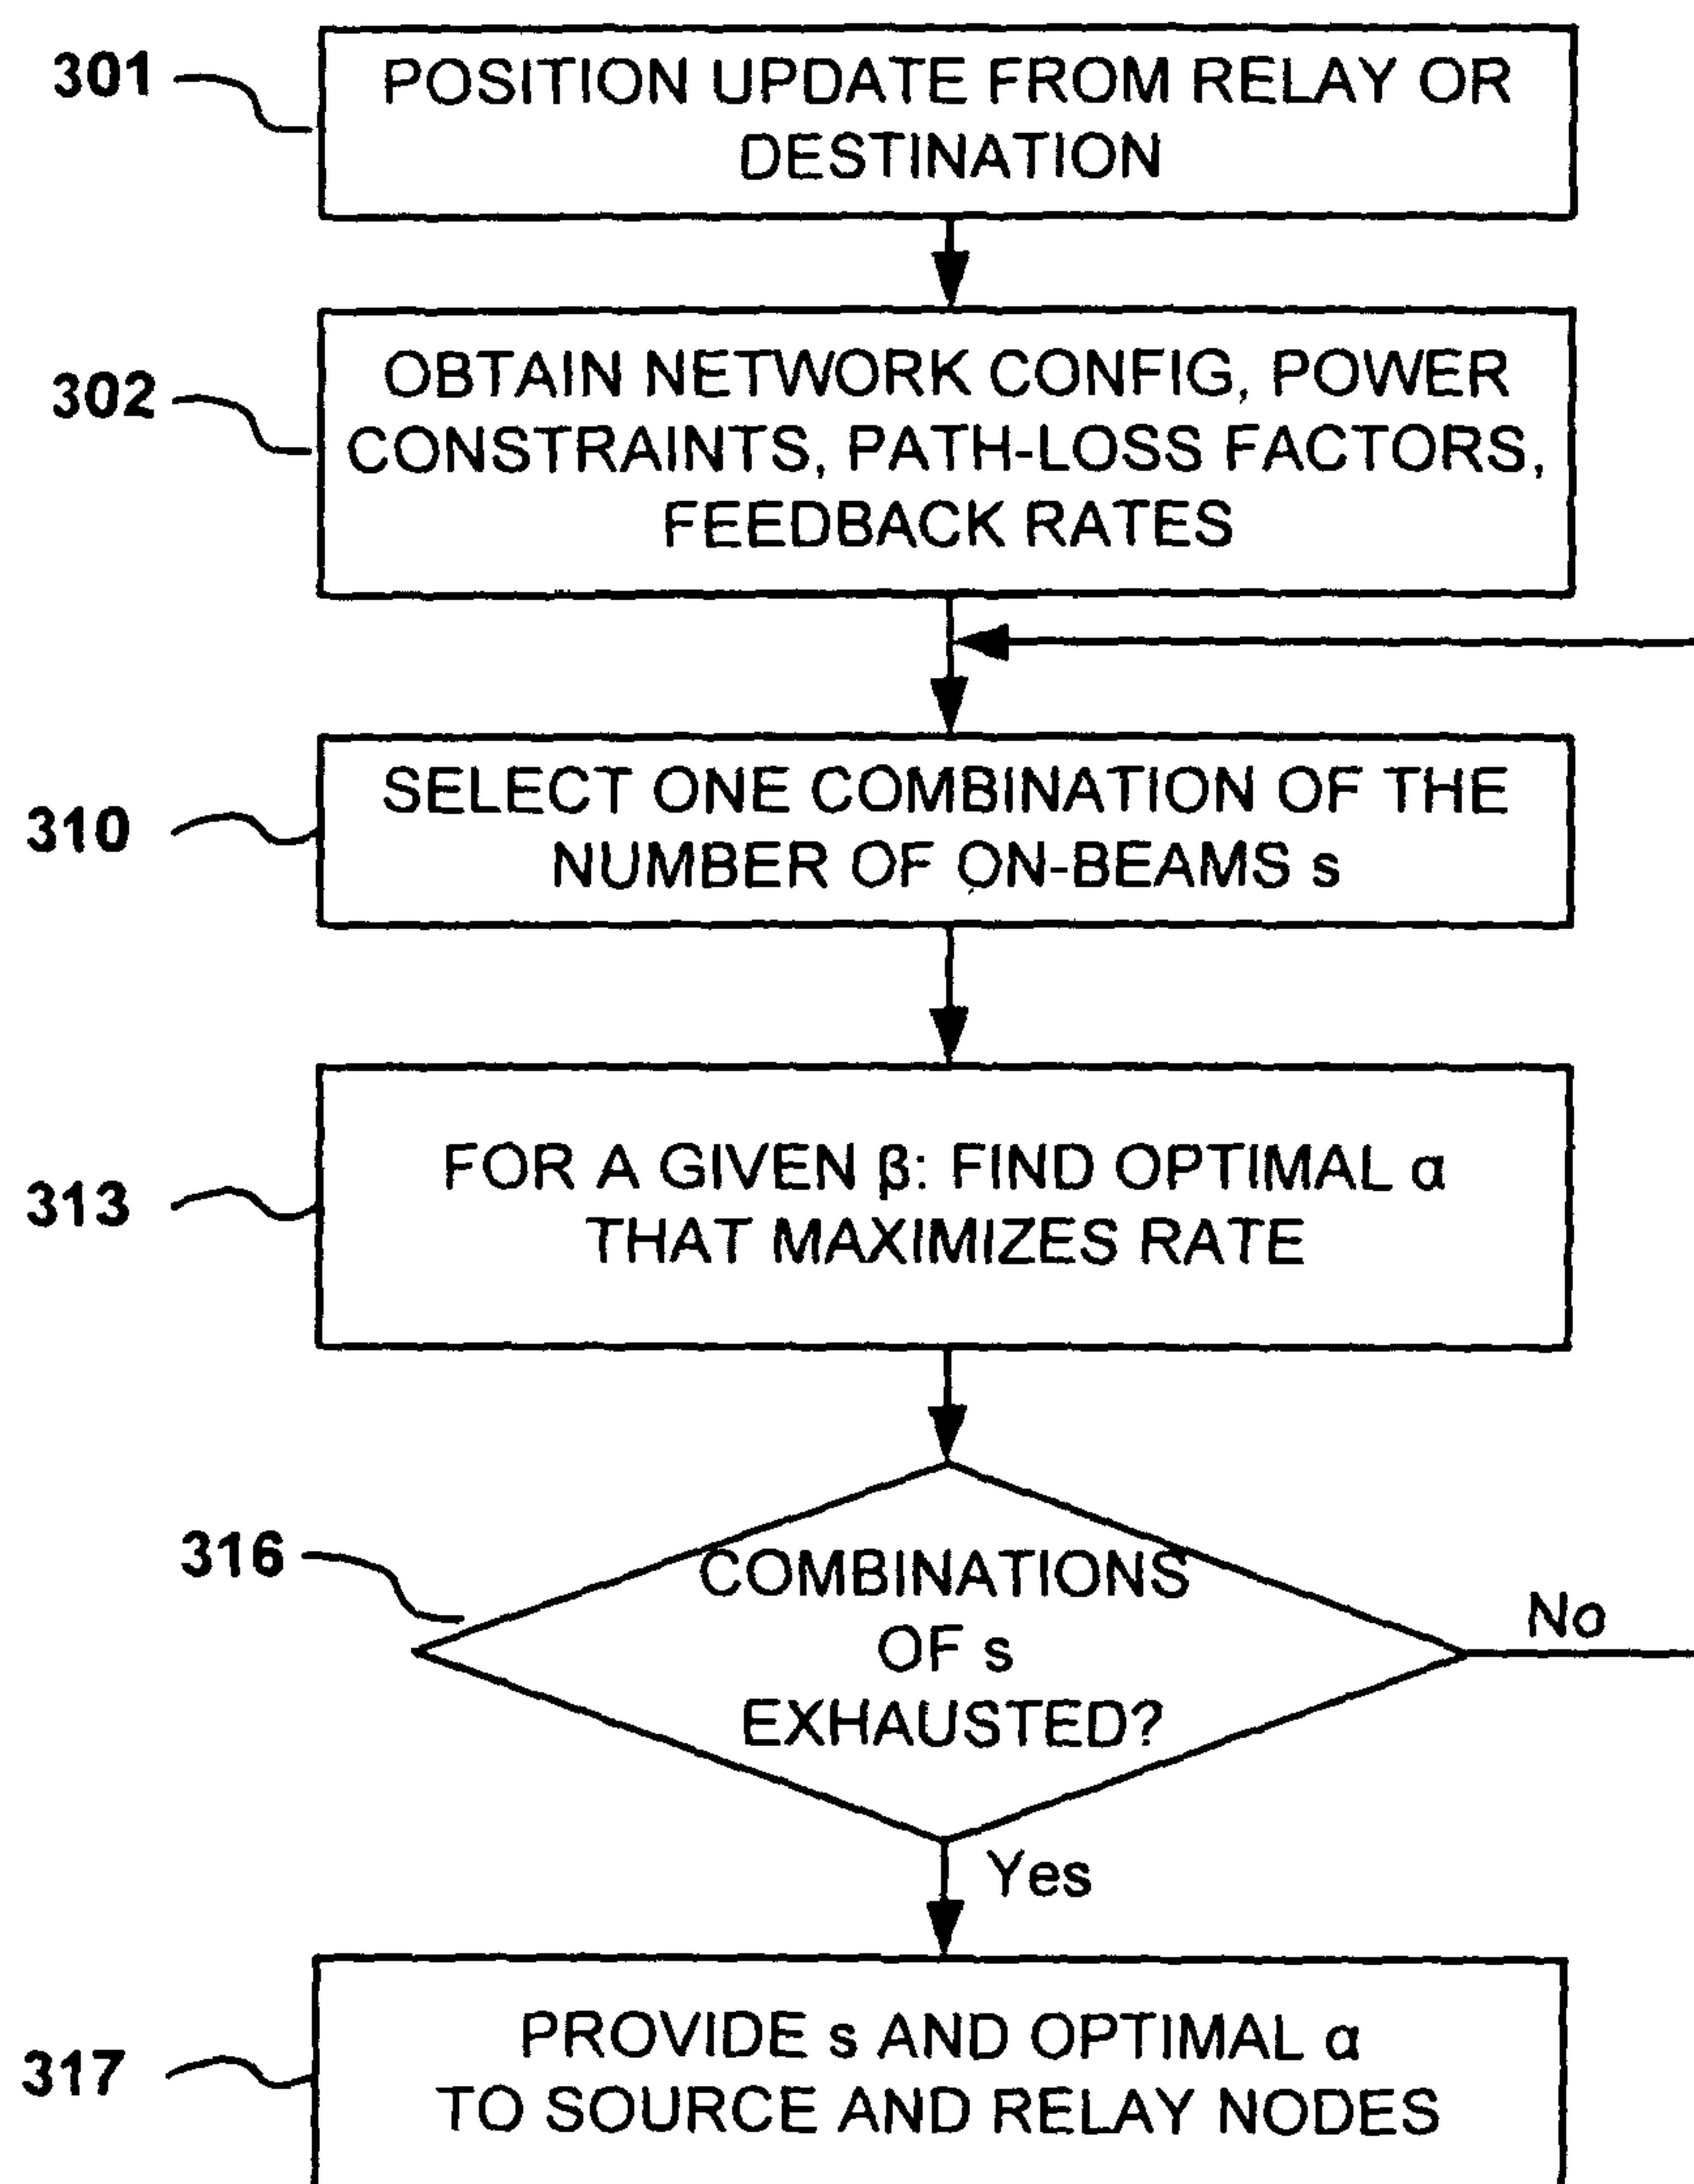 301
POSITION UPDATE FROM RELAY OR
DESTINATION
302
OBTAIN NETWORK CONFIG, POWER
CONSTRAINTS, PATH-LOSS FACTORS,
FEEDBACK RATES
310
SELECT ONE COMBINATION OF THE
NUMBER OF ON-BEAMS s
313
FOR A GIVEN β: FIND OPTIMAL α
THAT MAXIMIZES RATE
316
COMBINATIONS
OF s
EXHAUSTED?
No
Yes
317
PROVIDE s AND OPTIMAL α
TO SOURCE AND RELAY NODES